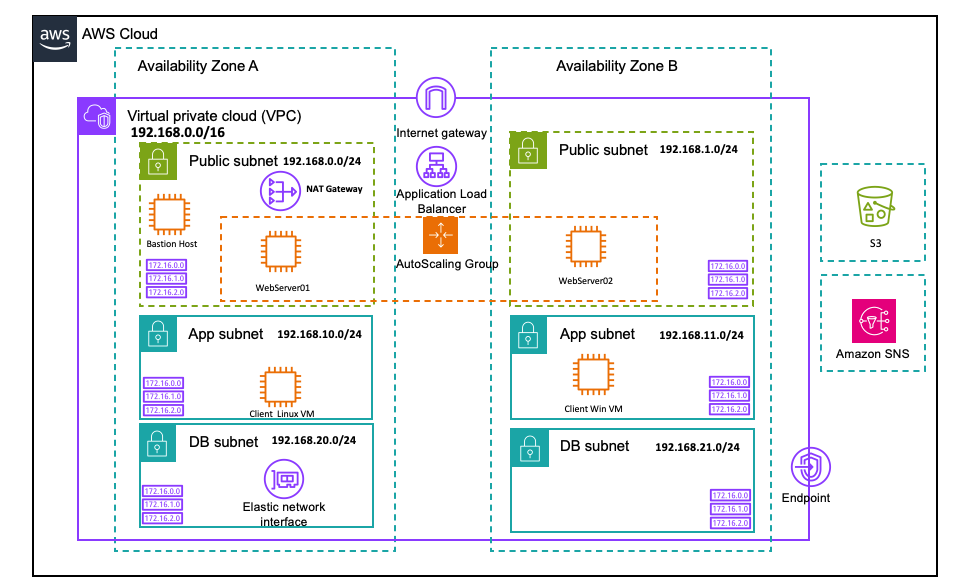 aws
AWS Cloud
Availability Zone A
Availability Zone B
Virtual private cloud (VPC)
192.168.0.0/16
Internet gateway
Public subnet 192.168.0.0/24
NAT Gateway
Bastion Host
172.16.0.0
172.16.1.0
172.16.2.0
WebServer01
Application Load
Balancer
AutoScaling Group
Public subnet 192.168.1.0/24
WebServer02
172.16.0.0
172.16.1.0
172.16.2.0
App subnet 192.168.10.0/24
172.16.0.0
172.16.1.0
172.16.2.0
Client Linux VM
App subnet 192.168.11.0/24
Client Win VM
172.16.0.0
172.16.1.0
172.16.2.0
DB subnet 192.168.20.0/24
172.16.0.0
172.16.1.0
172.16.2.0
Elastic network
interface
DB subnet 192.168.21.0/24
172.16.0.0
172.16.1.0
172.16.2.0
Endpoint
S3
Amazon SNS